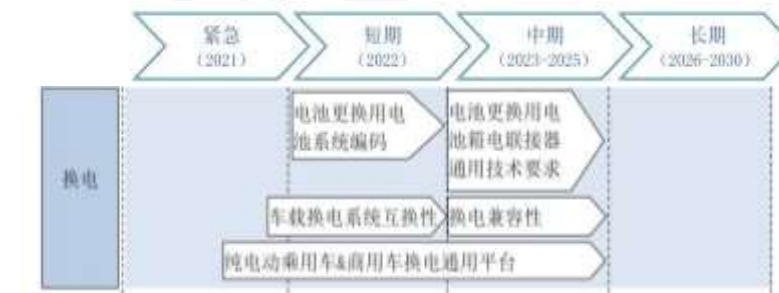 紧急
(2021)
短期
(2022)
中期
(2023-2025)
长期
(2026-2030)
换电
电池更换用电
池系统编码
电池更换用电
池箱电联接器
通用技术要求
车载换电系统互换性
换电兼容性
纯电动乘用车&商用车换电通用平台